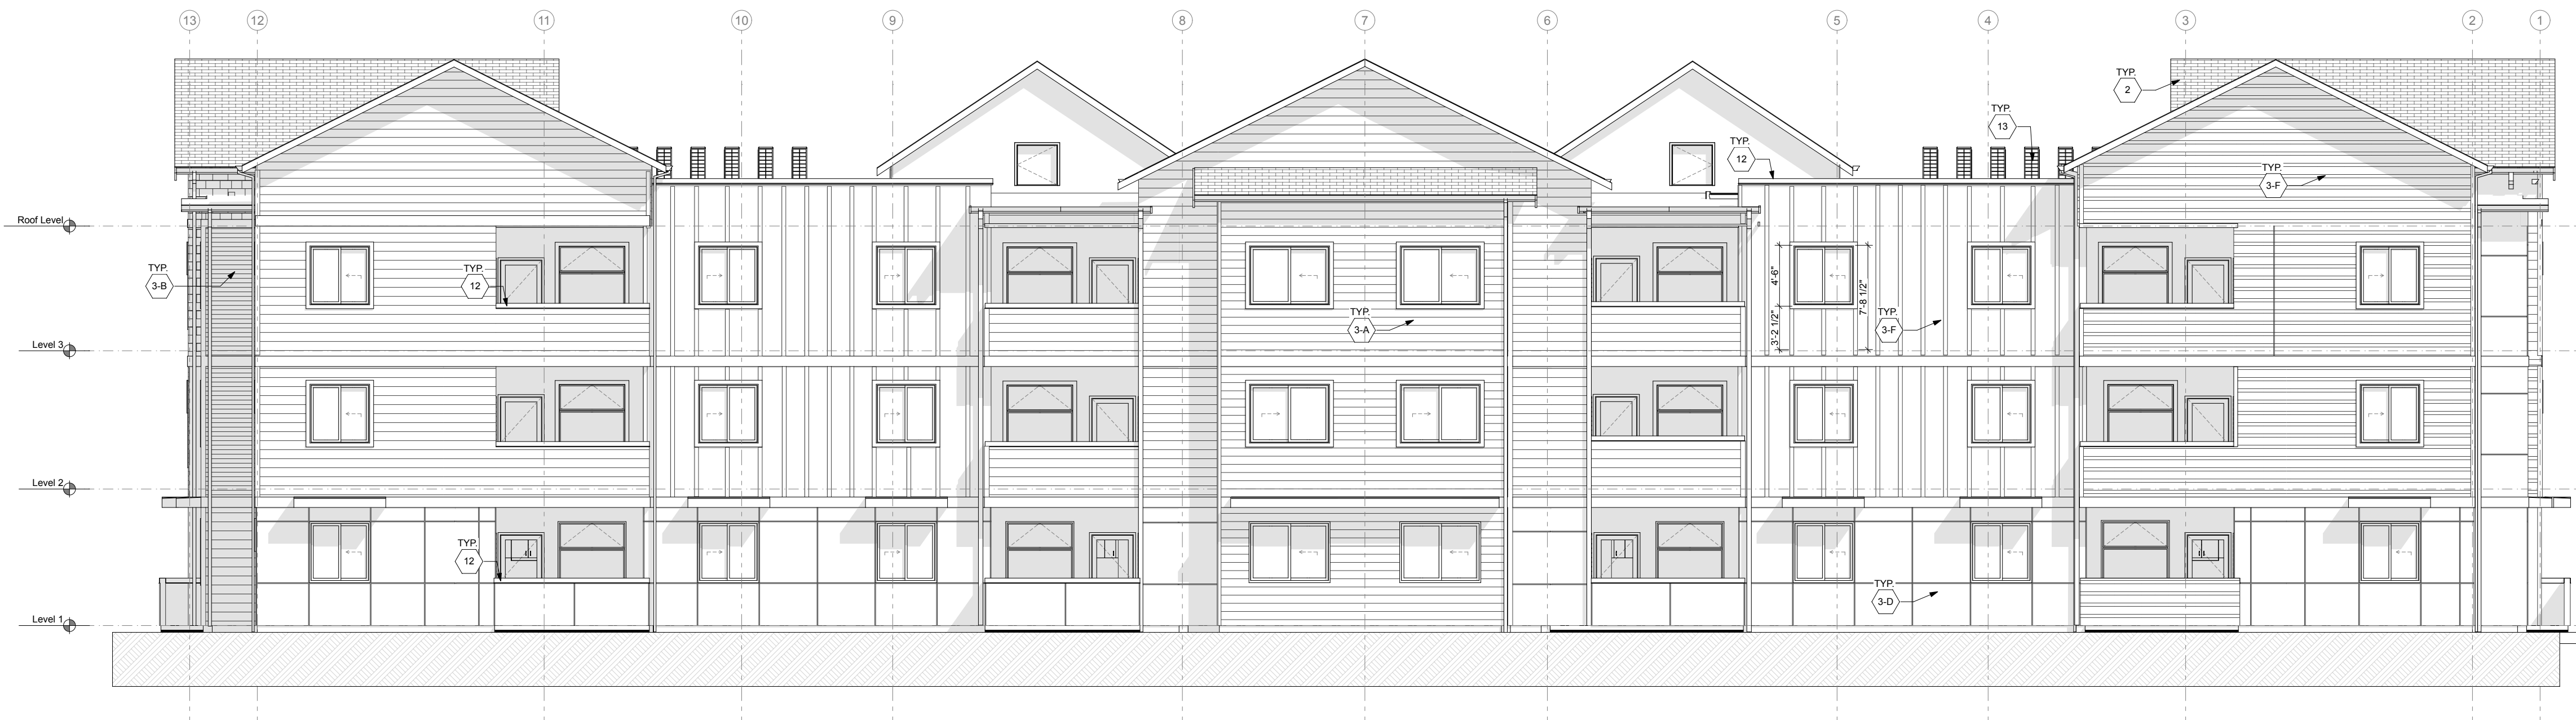 13 12 11 10 9 8 7 6 5 4 3 2 1
TYP.
2
TYP.
13
TYP.
12
TYP.
3-F
Roof Level
TYP.
3-B
TYP.
12
4'-6"
7'-8 1/2"
3'-2 1/2"
TYP.
3-A
TYP.
3-F
Level 3
Level 2
TYP.
12
TYP.
3-D
Level 1